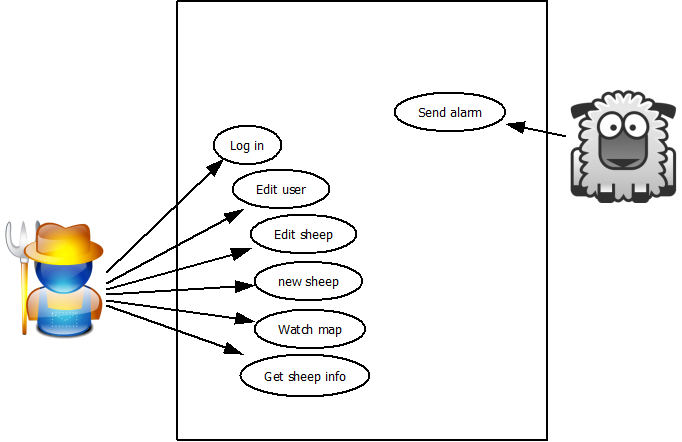 Send alarm
Log in
Edit user
Edit sheep
new sheep
Watch map
Get sheep info